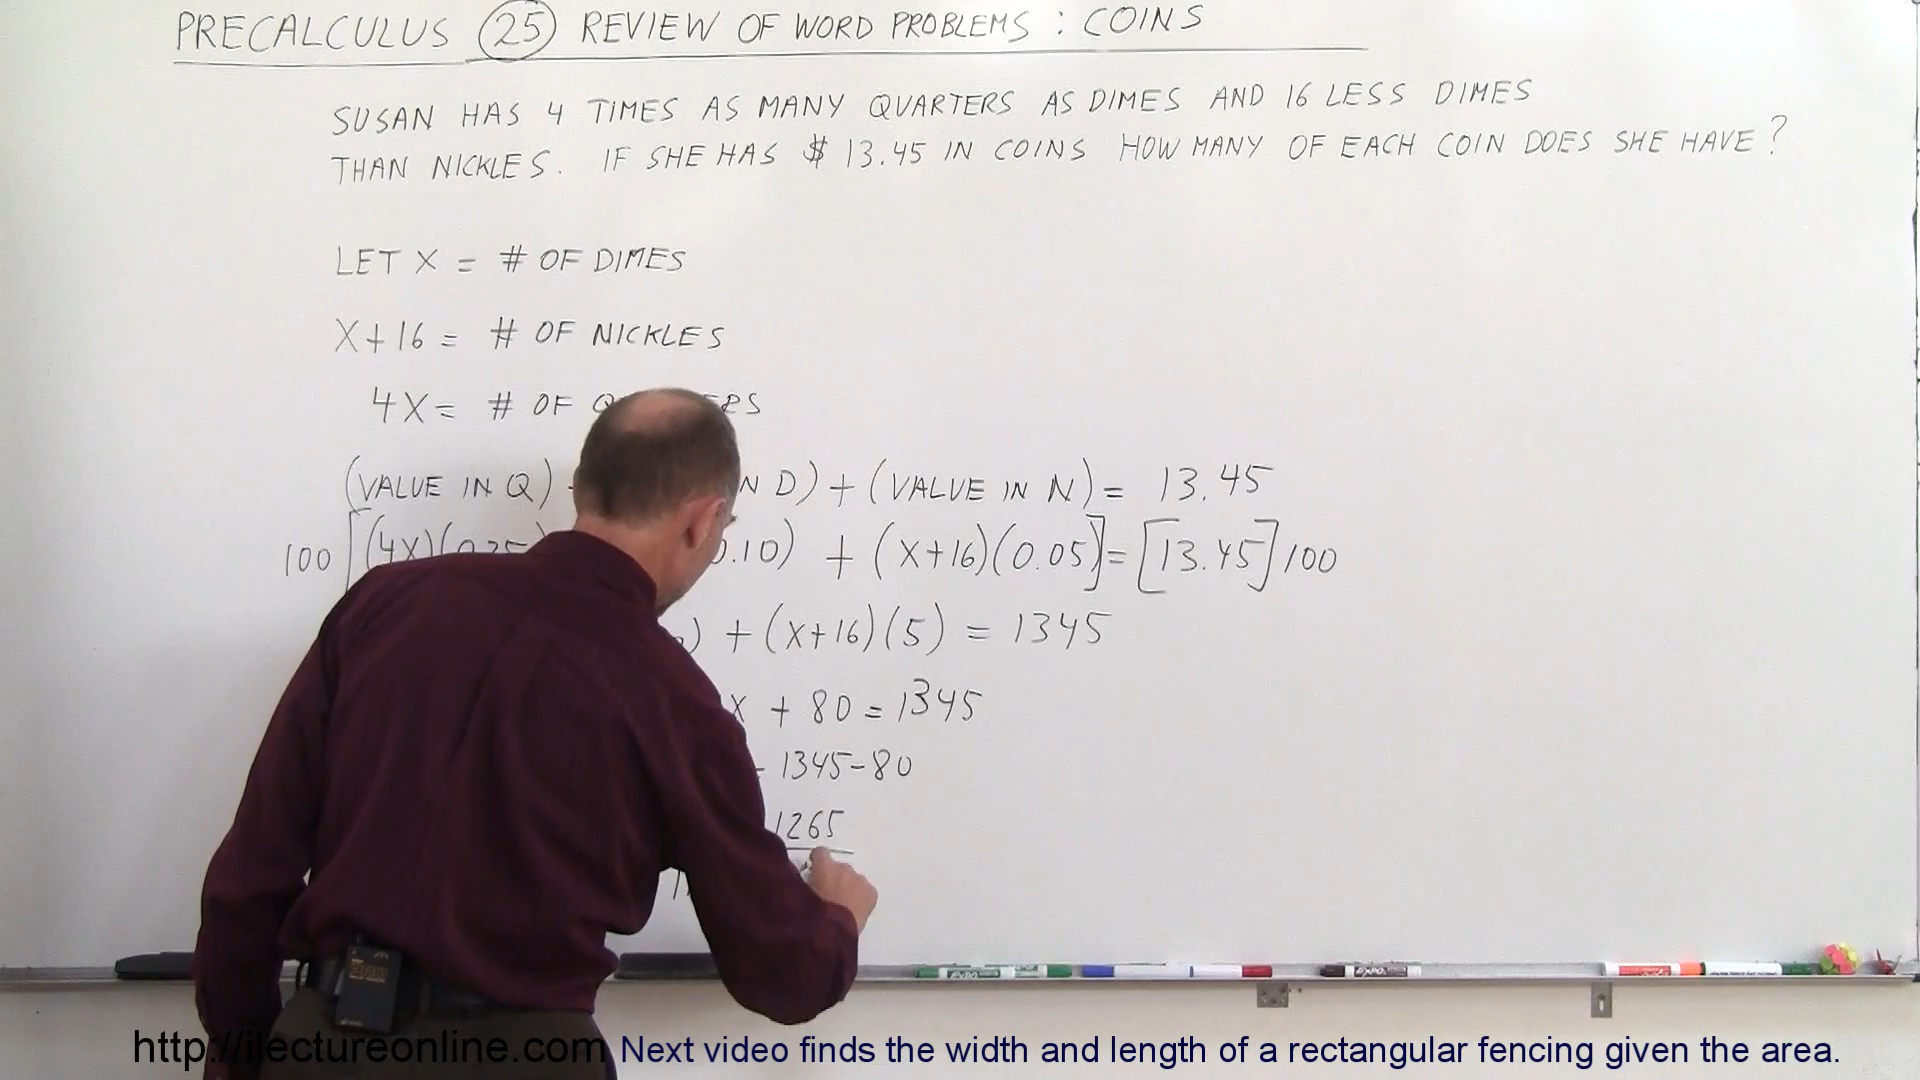 PRECALCULUS 25 REVIEW OF WORD PROBLEMS : COINS
SUSAN HAS 4 TIMES AS MANY QUARTERS AS DIMES AND 16 LESS DIMES
THAN NICKLES. IF SHE HAS $ 13.45 IN COINS HOW MANY OF EACH COIN DOES SHE HAVE ?
LET X = # OF DIMES
X+16 = # OF NICKLES
4X = # OF
(VALUE IN Q) N D) + (VALUE IN N) = 13.45
100 [(4X)(0.25) .10) + (X+16)(0.05)] = [13.45] 100
) + (X+16)(5) = 1345
X + 80 = 1345
1345-80
1265
EXPO
EXPO
http://ilectureonline.com Next video finds the width and length of a rectangular fencing given the area.